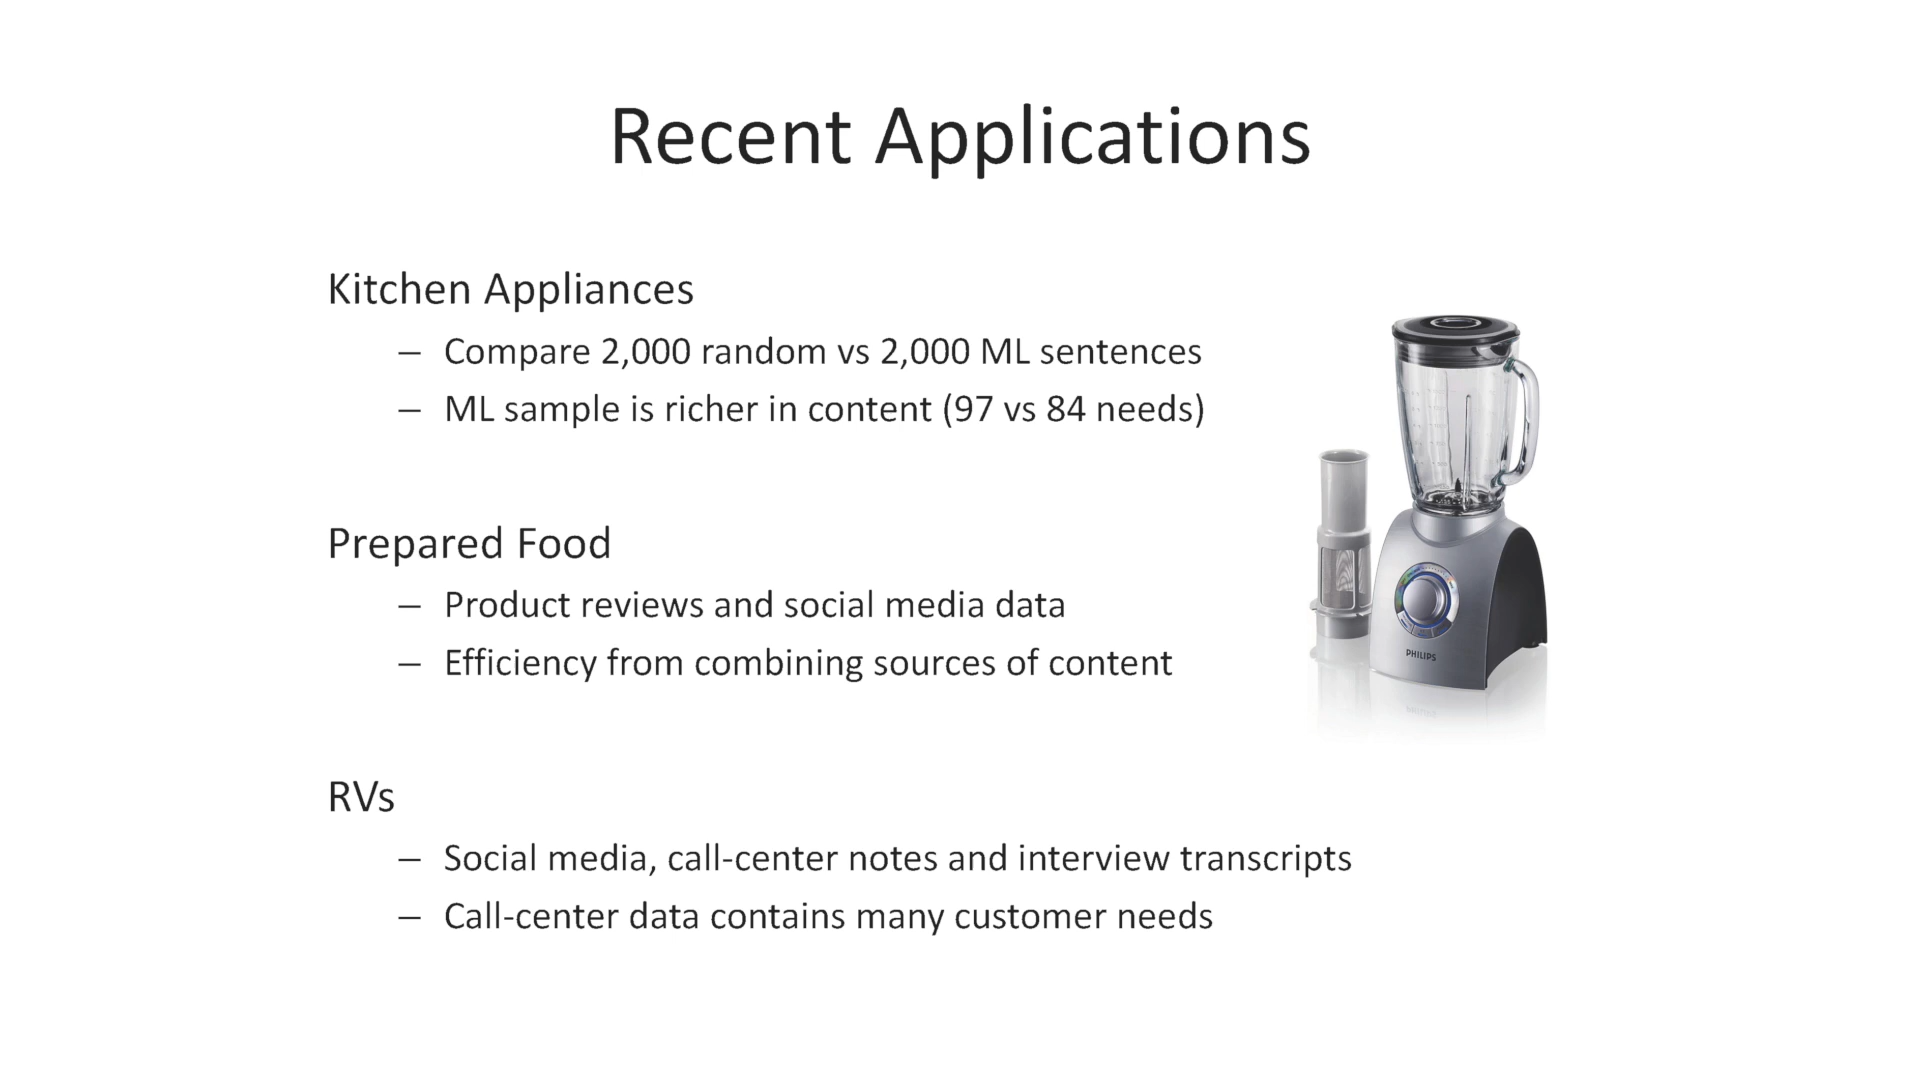 Recent Applications
Kitchen Appliances
– Compare 2,000 random vs 2,000 ML sentences
– ML sample is richer in content (97 vs 84 needs)
Prepared Food
– Product reviews and social media data
– Efficiency from combining sources of content
PHILIPS
RVs
– Social media, call-center notes and interview transcripts
– Call-center data contains many customer needs